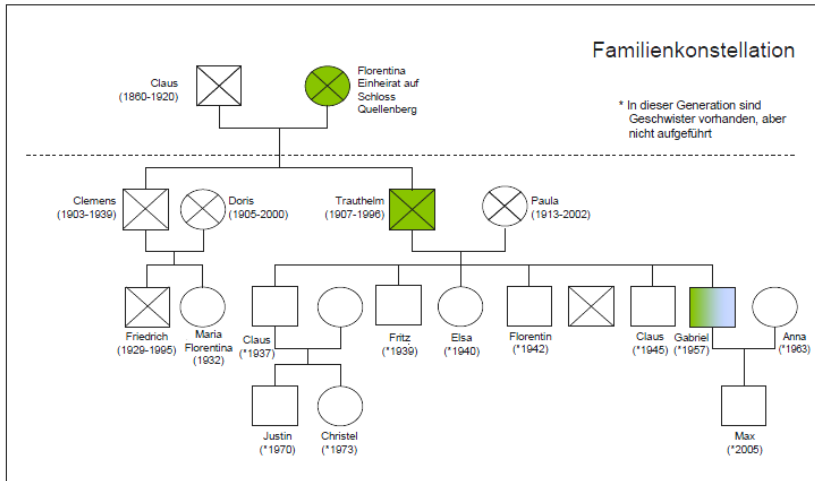 Familienkonstellation
Claus
(1860-1920)
Florentina
Einheirat auf
Schloss
Quellenberg
* In dieser Generation sind
Geschwister vorhanden, aber
nicht aufgeführt
Clemens
(1903-1939)
Doris
(1905-2000)
Trauthelm
(1907-1996)
Paula
(1913-2002)
Friedrich
(1929-1995)
Maria
Florentina
(1932)
Claus
(*1937)
Fritz
(*1939)
Elsa
(*1940)
Florentin
(*1942)
Claus
(*1945)
Gabriel
(*1957)
Anna
(*1963)
Justin
(*1970)
Christel
(*1973)
Max
(*2005)